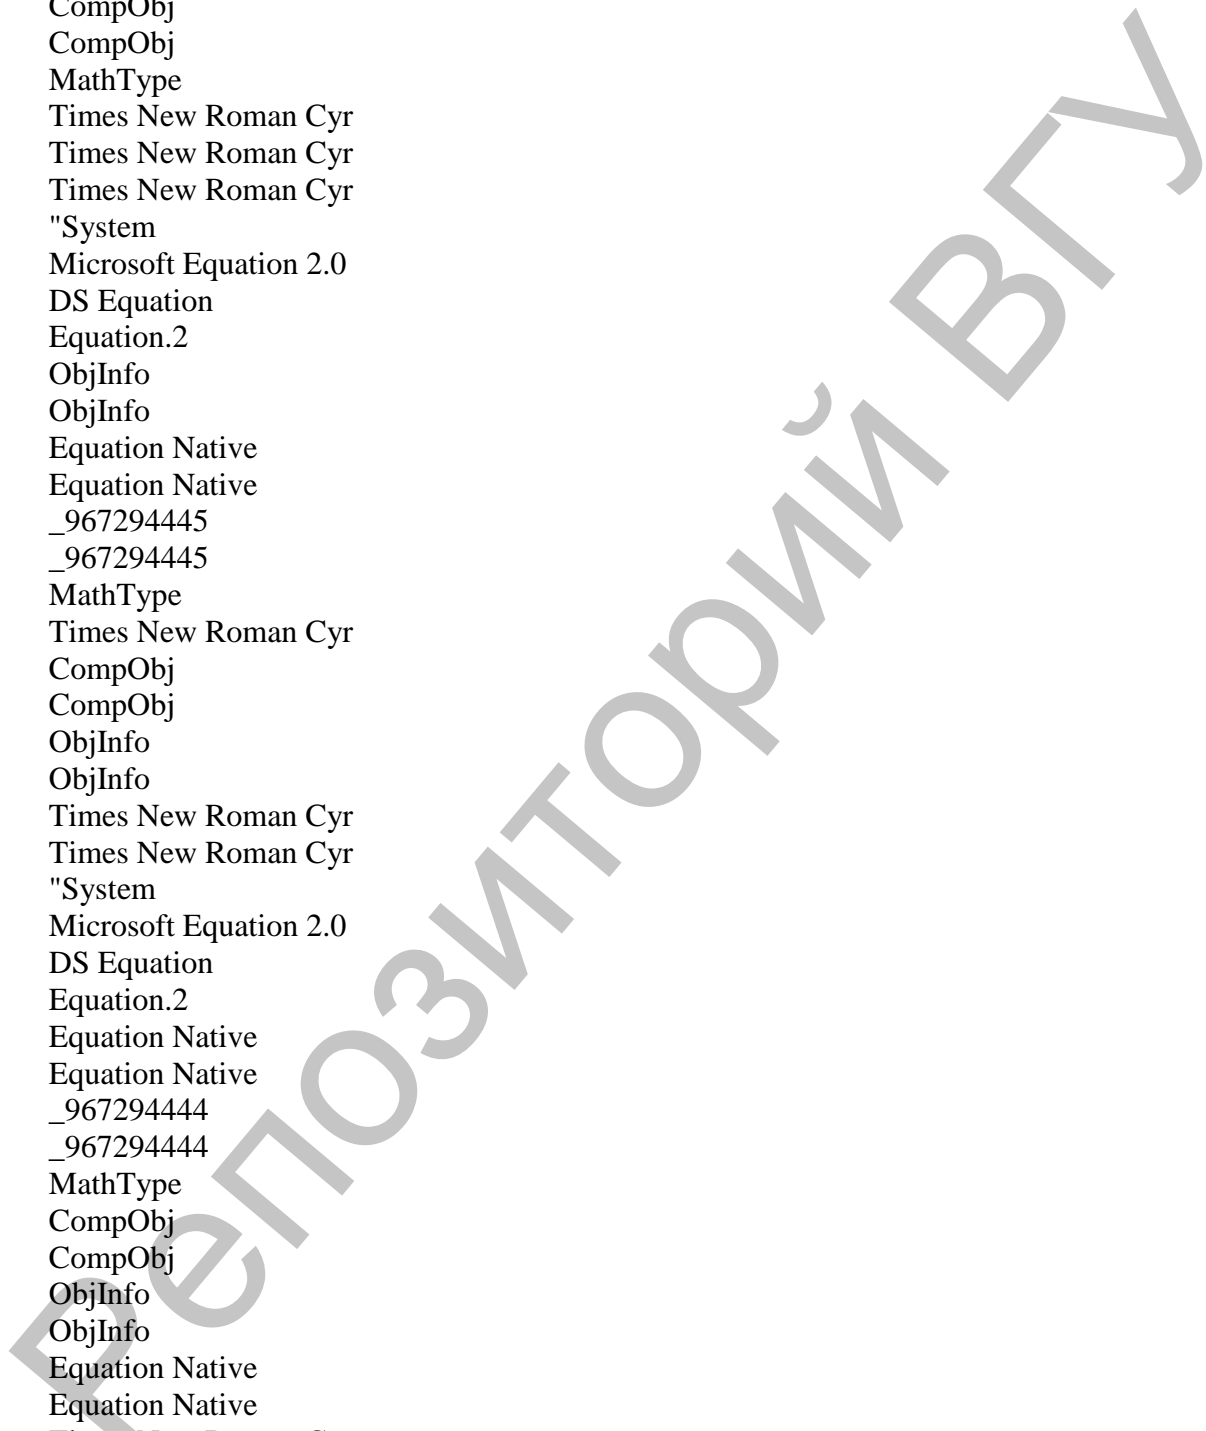 CompObj
CompObj
MathType
Times New Roman Cyr
Times New Roman Cyr
Times New Roman Cyr
"System
Microsoft Equation 2.0
DS Equation
Equation.2
ObjInfo
ObjInfo
Equation Native
Equation Native
_967294445
_967294445
MathType
Times New Roman Cyr
CompObj
CompObj
ObjInfo
ObjInfo
Times New Roman Cyr
Times New Roman Cyr
"System
Microsoft Equation 2.0
DS Equation
Equation.2
Equation Native
Equation Native
_967294444
_967294444
MathType
CompObj
CompObj
ObjInfo
ObjInfo
Equation Native
Equation Native
Репозиторий ВГУ